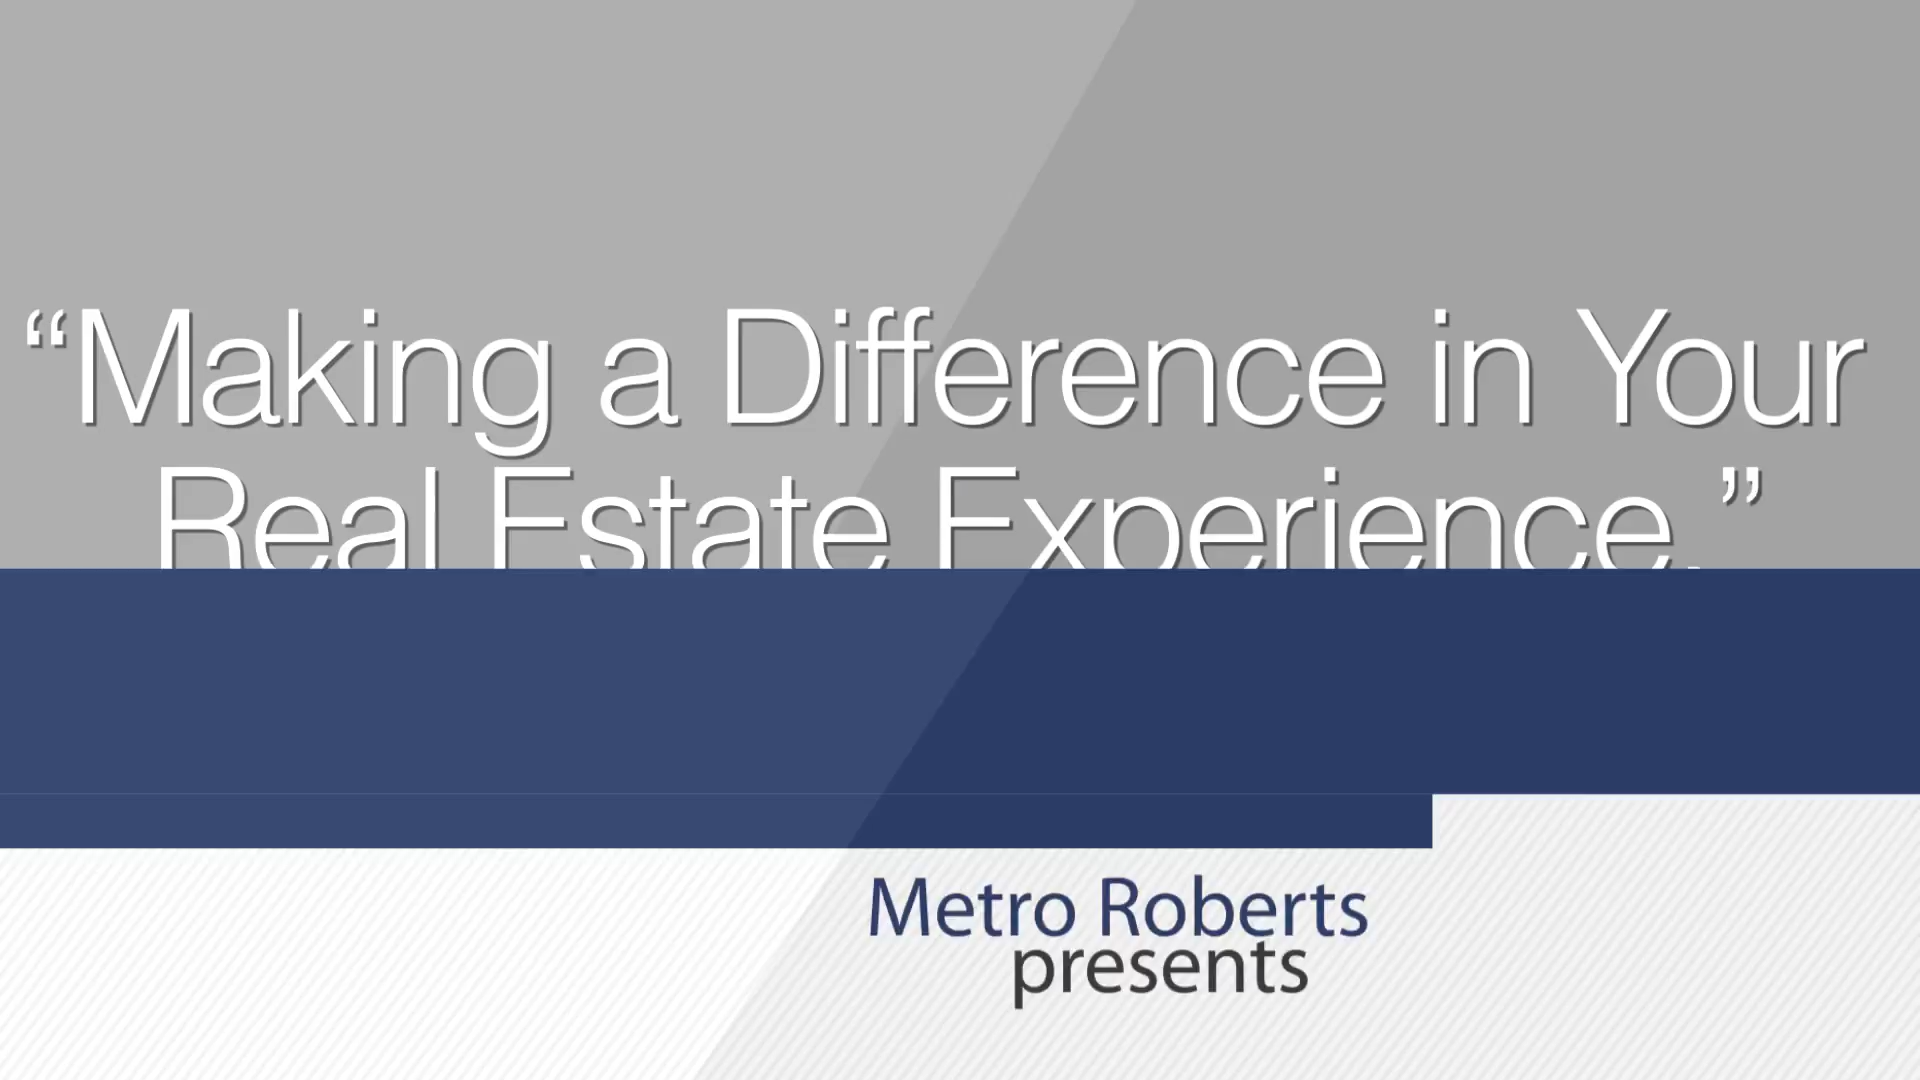 “Making a Difference in Your
Real Estate Experience.”
Metro Roberts
presents